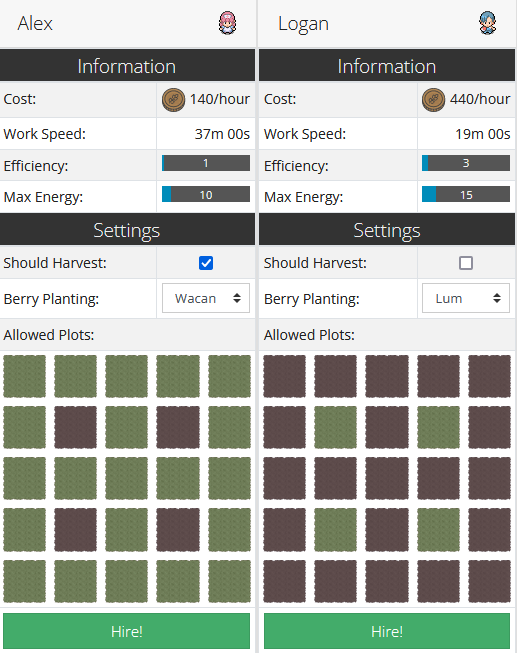 Alex
Information
Cost: 140/hour
Work Speed: 37m 00s
Efficiency: 1
Max Energy: 10
Settings
Should Harvest:
Berry Planting: Wacan
Allowed Plots:
Hire!
Logan
Information
Cost: 440/hour
Work Speed: 19m 00s
Efficiency: 3
Max Energy: 15
Settings
Should Harvest:
Berry Planting: Lum
Allowed Plots:
Hire!